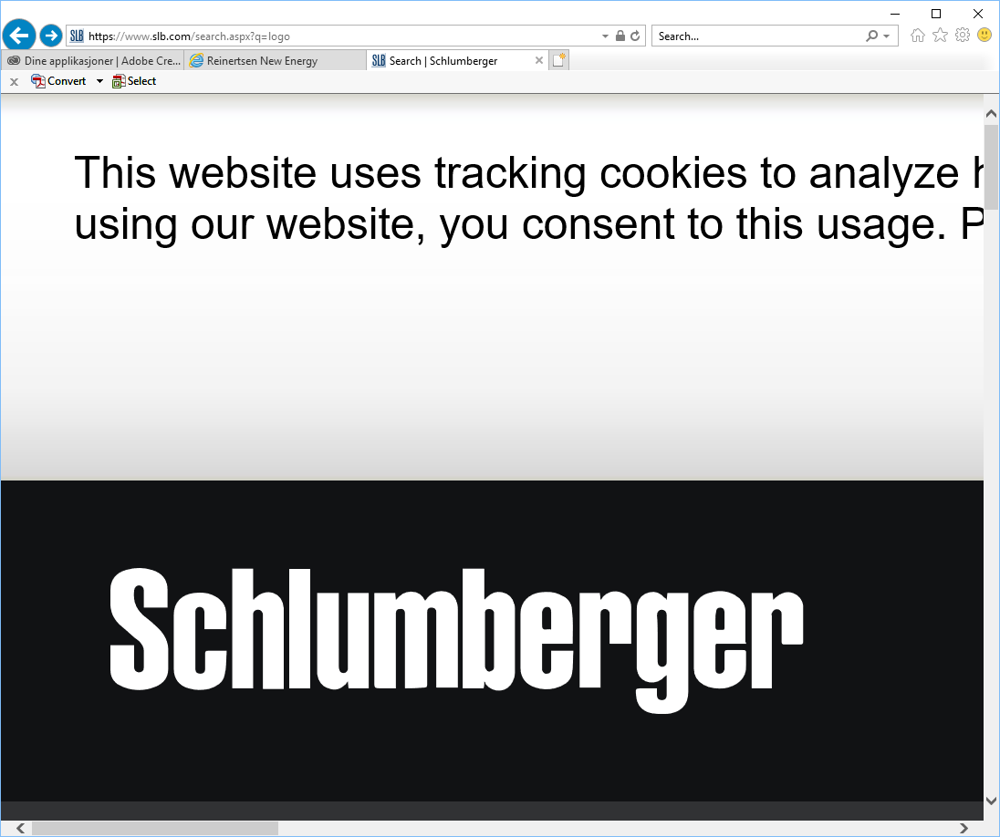 SLB https://www.slb.com/search.aspx?q=logo Search...
Dine applikasjoner | Adobe Cre... Reinertsen New Energy SLB Search | Schlumberger
x Convert Select
This website uses tracking cookies to analyze h
using our website, you consent to this usage. P
Schlumberger